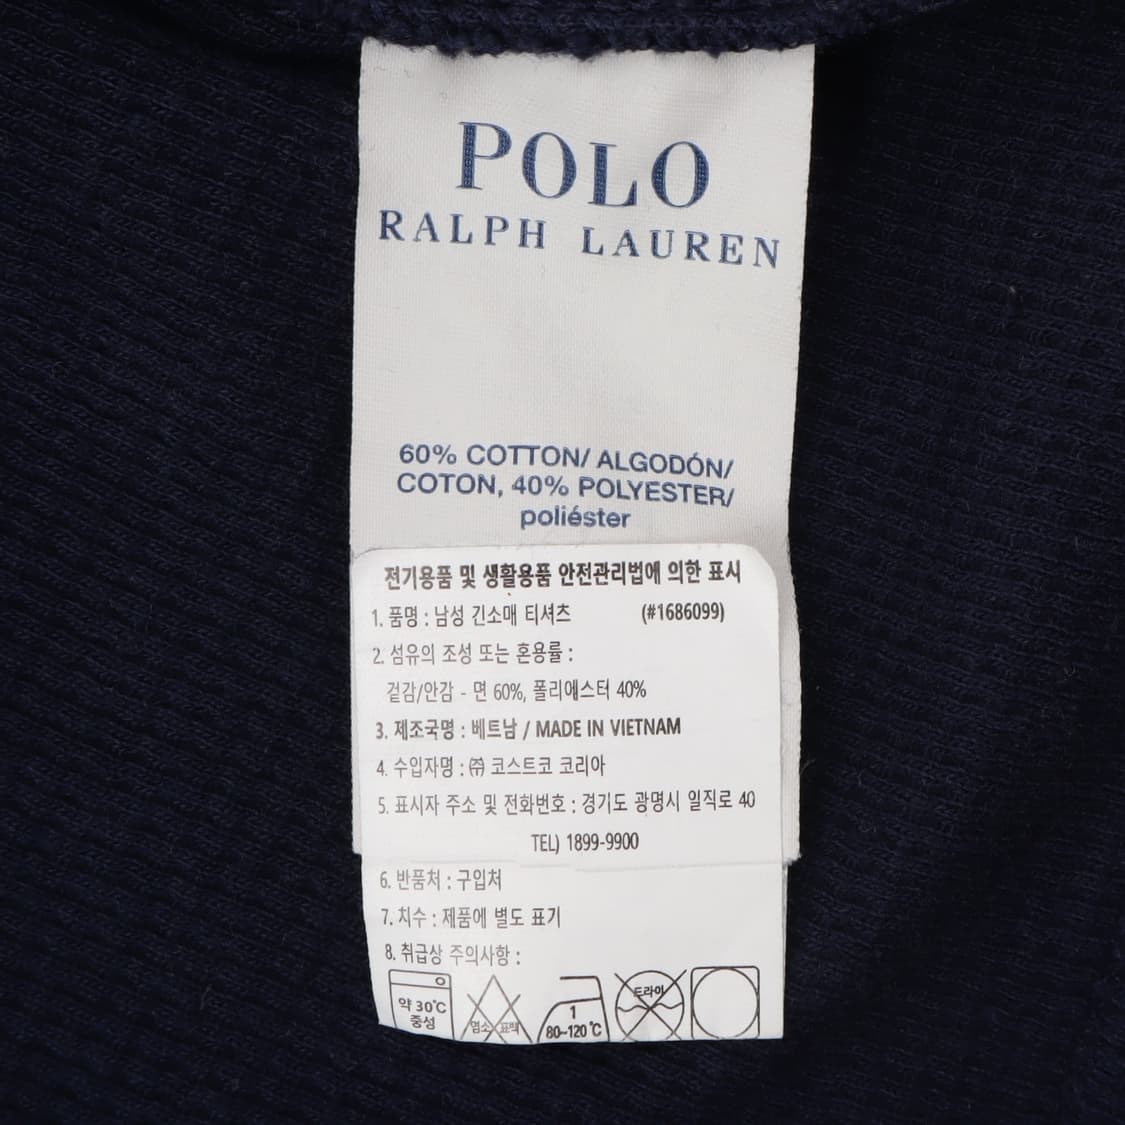 POLO
RALPH LAUREN
60% COTTON/ ALGODÓN/
COTON, 40% POLYESTER/
poliéster
전기용품 및 생활용품 안전관리법에 의한 표시
1. 품명 : 남성 긴소매 티셔츠 (#1686099)
2. 섬유의 조성 또는 혼용률 :
겉감/안감 - 면 60%, 폴리에스터 40%
3. 제조국명 : 베트남 / MADE IN VIETNAM
4. 수입자명 : ㈜ 코스트코 코리아
5. 표시자 주소 및 전화번호 : 경기도 광명시 일직로 40
TEL) 1899-9900
6. 반품처 : 구입처
7. 치수 : 제품에 별도 표기
8. 취급상 주의사항 :
약 30℃
중성
염소 표백
1
80~120℃
드라이